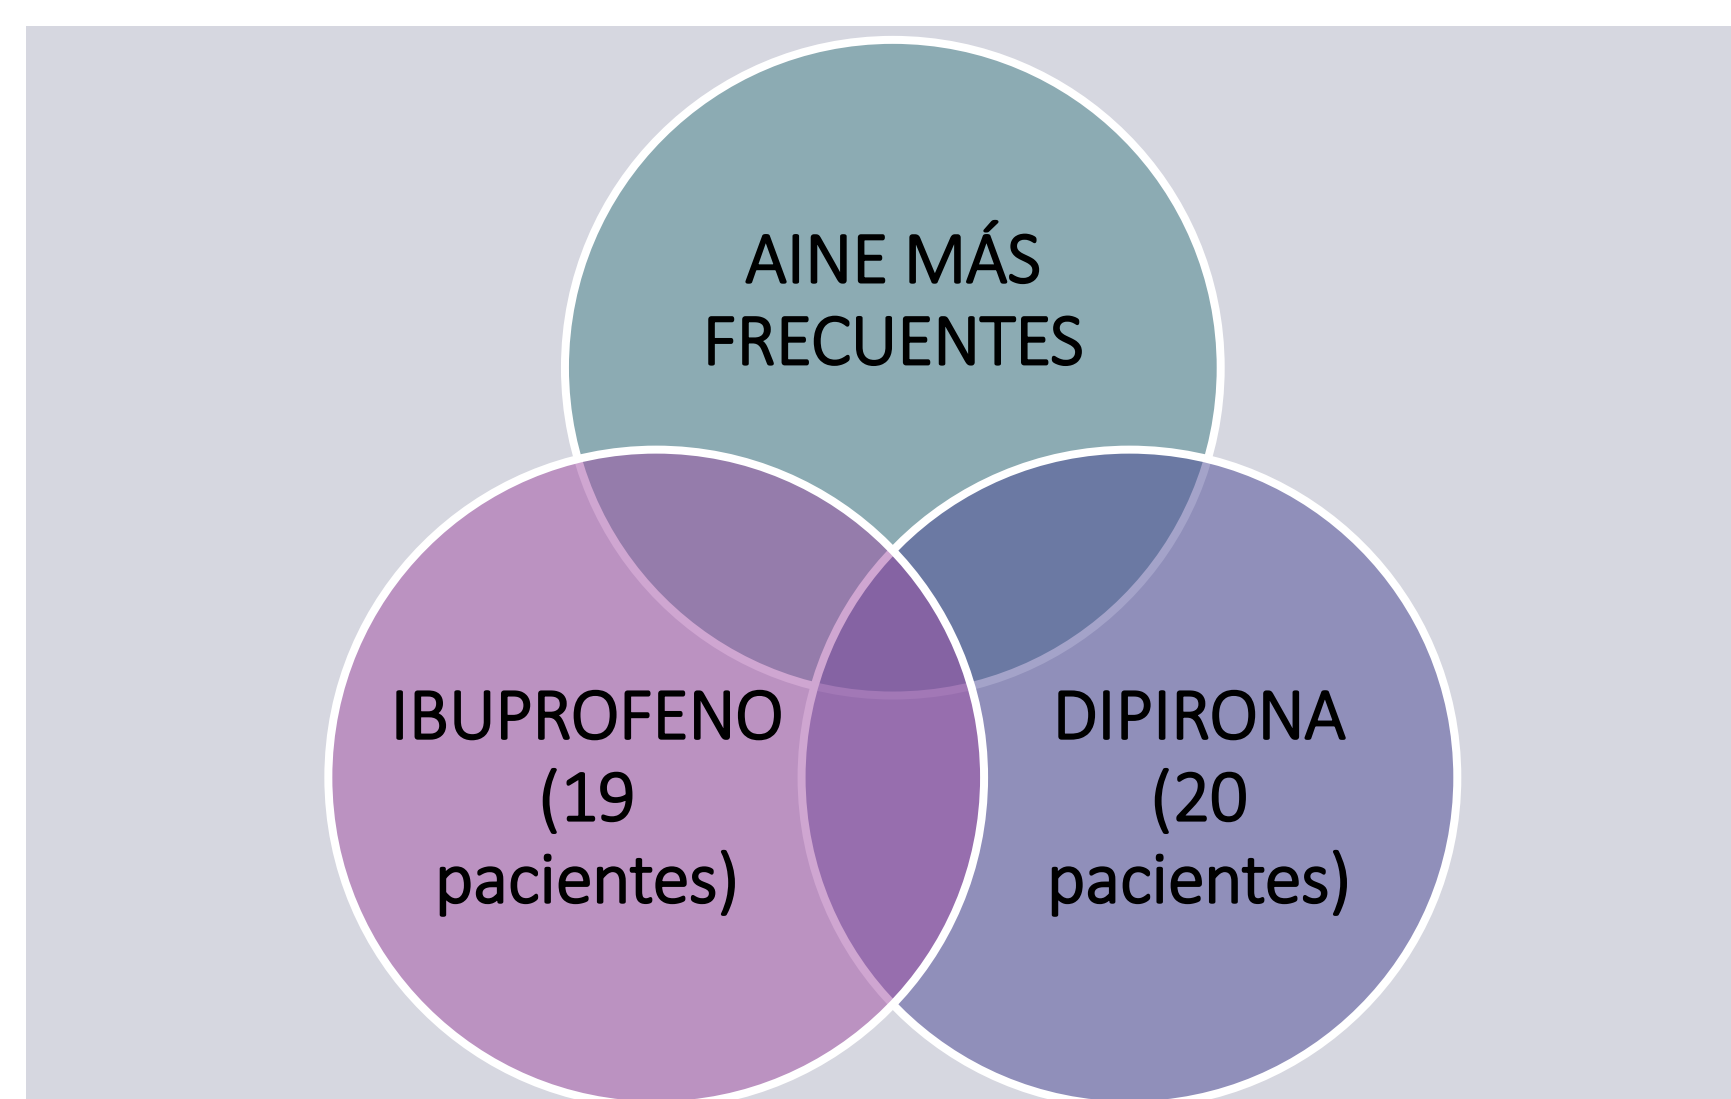 AINE MÁS
FRECUENTES
IBUPROFENO
(19
pacientes)
DIPIRONA
(20
pacientes)